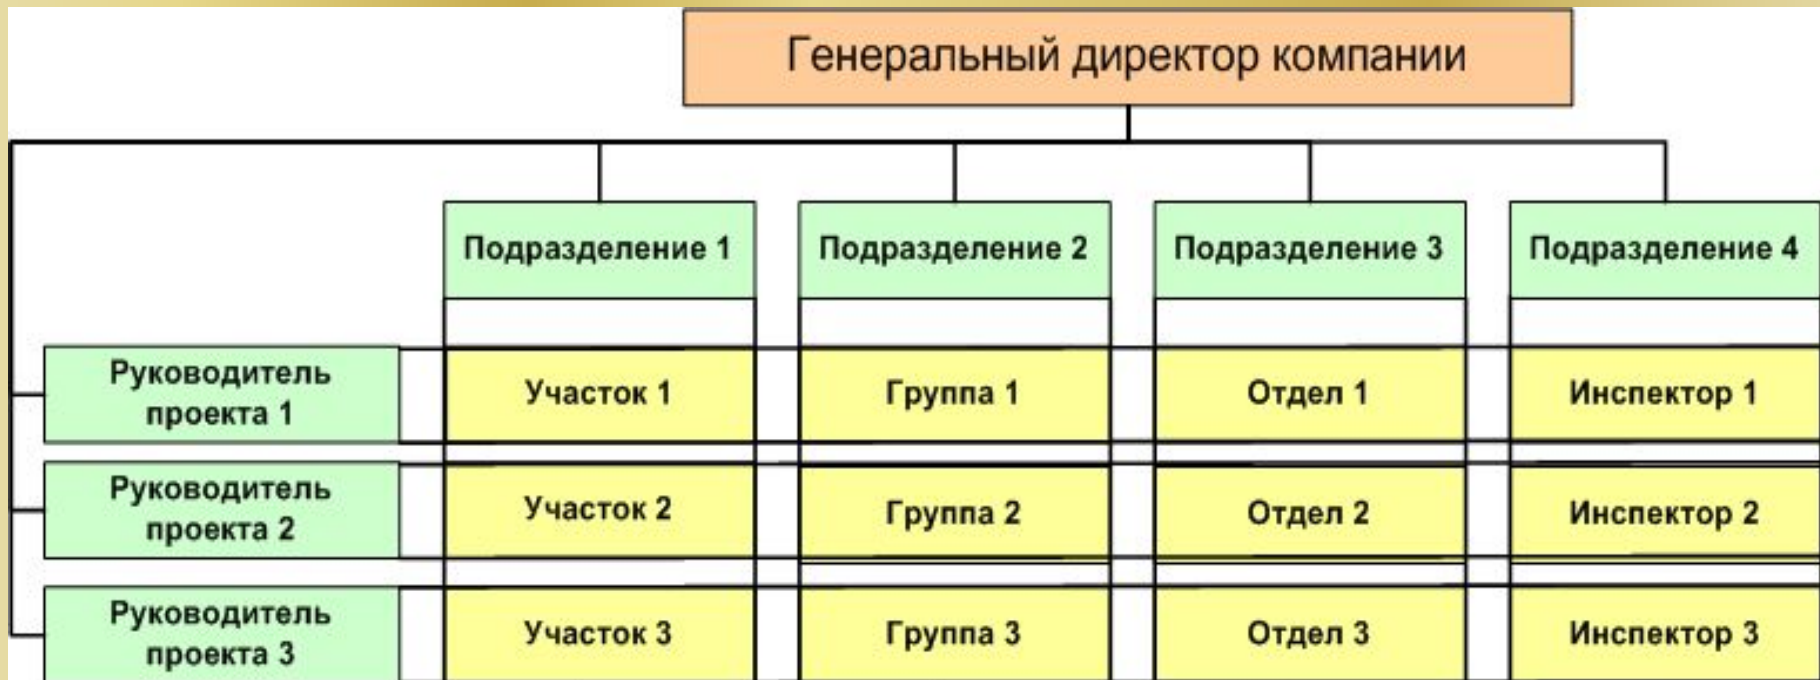 Генеральный директор компании
Подразделение 1
Подразделение 2
Подразделение 3
Подразделение 4
Руководитель
проекта 1
Участок 1
Группа 1
Отдел 1
Инспектор 1
Руководитель
проекта 2
Участок 2
Группа 2
Отдел 2
Инспектор 2
Руководитель
проекта 3
Участок 3
Группа 3
Отдел 3
Инспектор 3